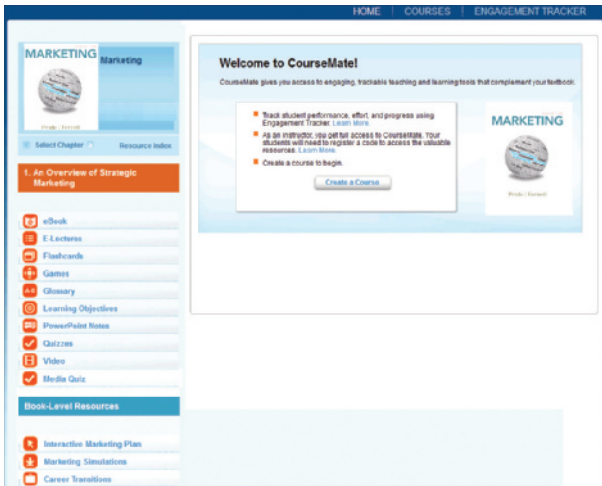 HOME | COURSES | ENGAGEMENT TRACKER
MARKETING
Marketing
Pride | Ferrell
Select Chapter
Resource Index
1. An Overview of Strategic
Marketing
eBook
E-Lectures
Flashcards
Games
Glossary
Learning Objectives
PowerPoint Notes
Quizzes
Video
Media Quiz
Book-Level Resources
Interactive Marketing Plan
Marketing Simulations
Career Transitions
Welcome to CourseMate!
CourseMate gives you access to engaging, trackable teaching and learning tools that complement your textbook
Track student performance, effort, and progress using
Engagement Tracker. Learn More.
As an instructor, you get full access to CourseMate. Your
students will need to register a code to access the valuable
resources. Learn More.
Create a course to begin.
Create a Course
MARKETING
Pride | Ferrell